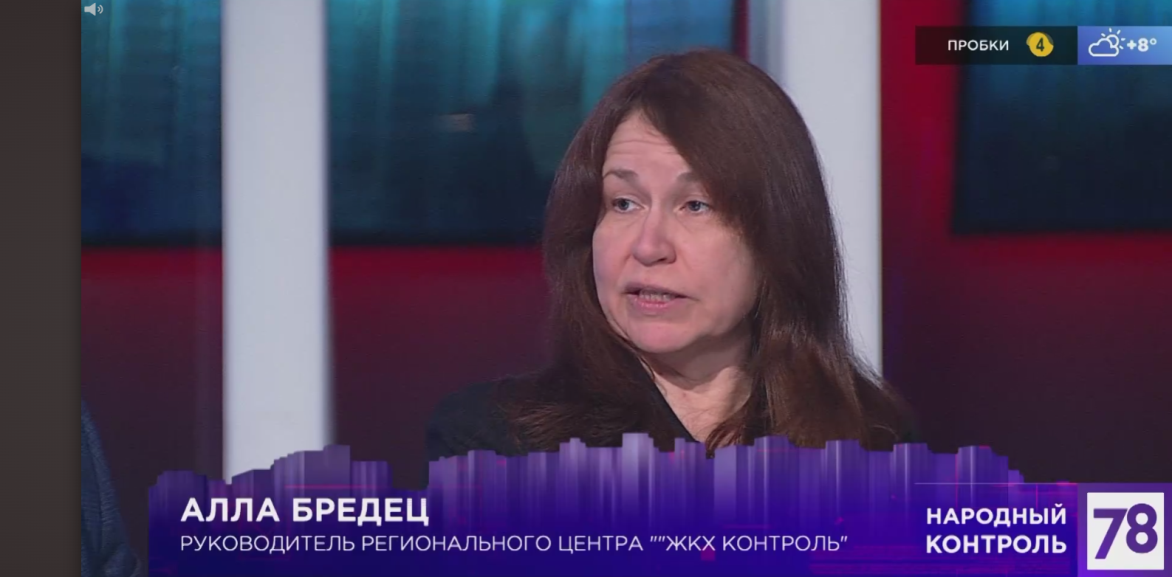 ПРОБКИ 4 +8°
АЛЛА БРЕДЕЦ
РУКОВОДИТЕЛЬ РЕГИОНАЛЬНОГО ЦЕНТРА ""ЖКХ КОНТРОЛЬ"
НАРОДНЫЙ
КОНТРОЛЬ
78